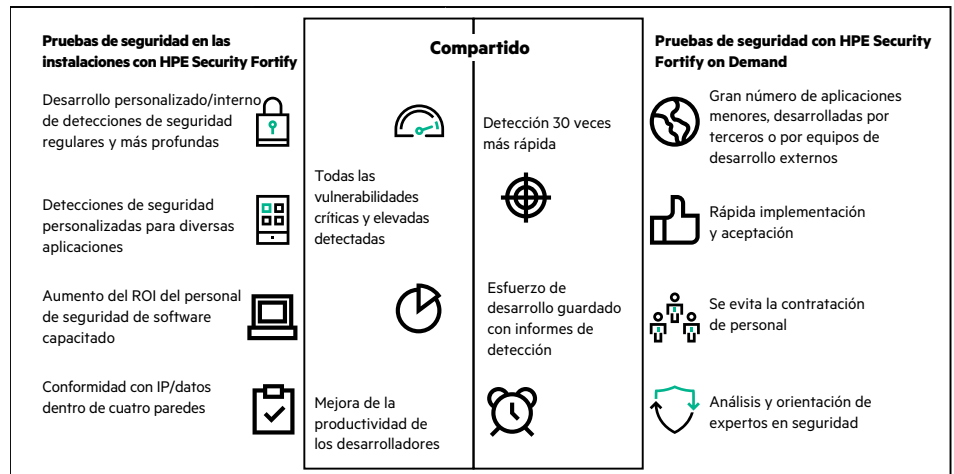 Pruebas de seguridad en las
instalaciones con HPE Security Fortify
Desarrollo personalizado/interno
de detecciones de seguridad
regulares y más profundas
Detecciones de seguridad
personalizadas para diversas
aplicaciones
Aumento del ROI del personal
de seguridad de software
capacitado
Conformidad con IP/datos
dentro de cuatro paredes
Compartido
Detección 30 veces
más rápida
Todas las
vulnerabilidades
críticas y elevadas
detectadas
Esfuerzo de
desarrollo guardado
con informes de
detección
Mejora de la
productividad de
los desarrolladores
Pruebas de seguridad con HPE Security
Fortify on Demand
Gran número de aplicaciones
menores, desarrolladas por
terceros o por equipos de
desarrollo externos
Rápida implementación
y aceptación
Se evita la contratación
de personal
Análisis y orientación de
expertos en seguridad